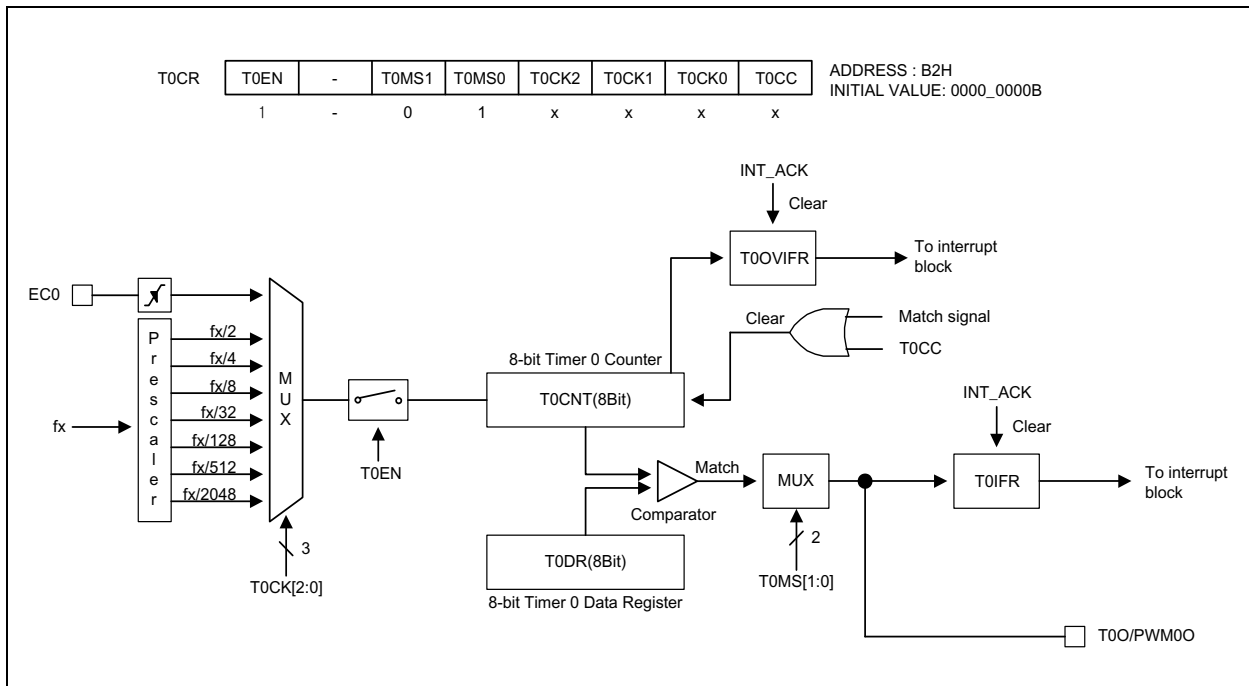 T0CR T0EN - T0MS1 T0MS0 T0CK2 T0CK1 T0CK0 T0CC
ADDRESS : B2H
INITIAL VALUE: 0000_0000B
1 - 0 1 x x x x
INT_ACK
Clear
T0OVIFR
To interrupt
block
EC0
Prescaler
fx
fx/2
fx/4
fx/8
fx/32
fx/128
fx/512
fx/2048
MUX
3
T0CK[2:0]
T0EN
8-bit Timer 0 Counter
T0CNT(8Bit)
Clear
Match signal
T0CC
Comparator
Match
MUX
2
T0MS[1:0]
INT_ACK
Clear
T0IFR
To interrupt
block
T0DR(8Bit)
8-bit Timer 0 Data Register
T0O/PWM0O